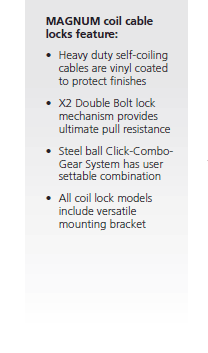 MAGNUM coil cable
locks feature:
• Heavy duty self-coiling
cables are vinyl coated
to protect finishes
• X2 Double Bolt lock
mechanism provides
ultimate pull resistance
• Steel ball Click-Combo-
Gear System has user
settable combination
• All coil lock models
include versatile
mounting bracket